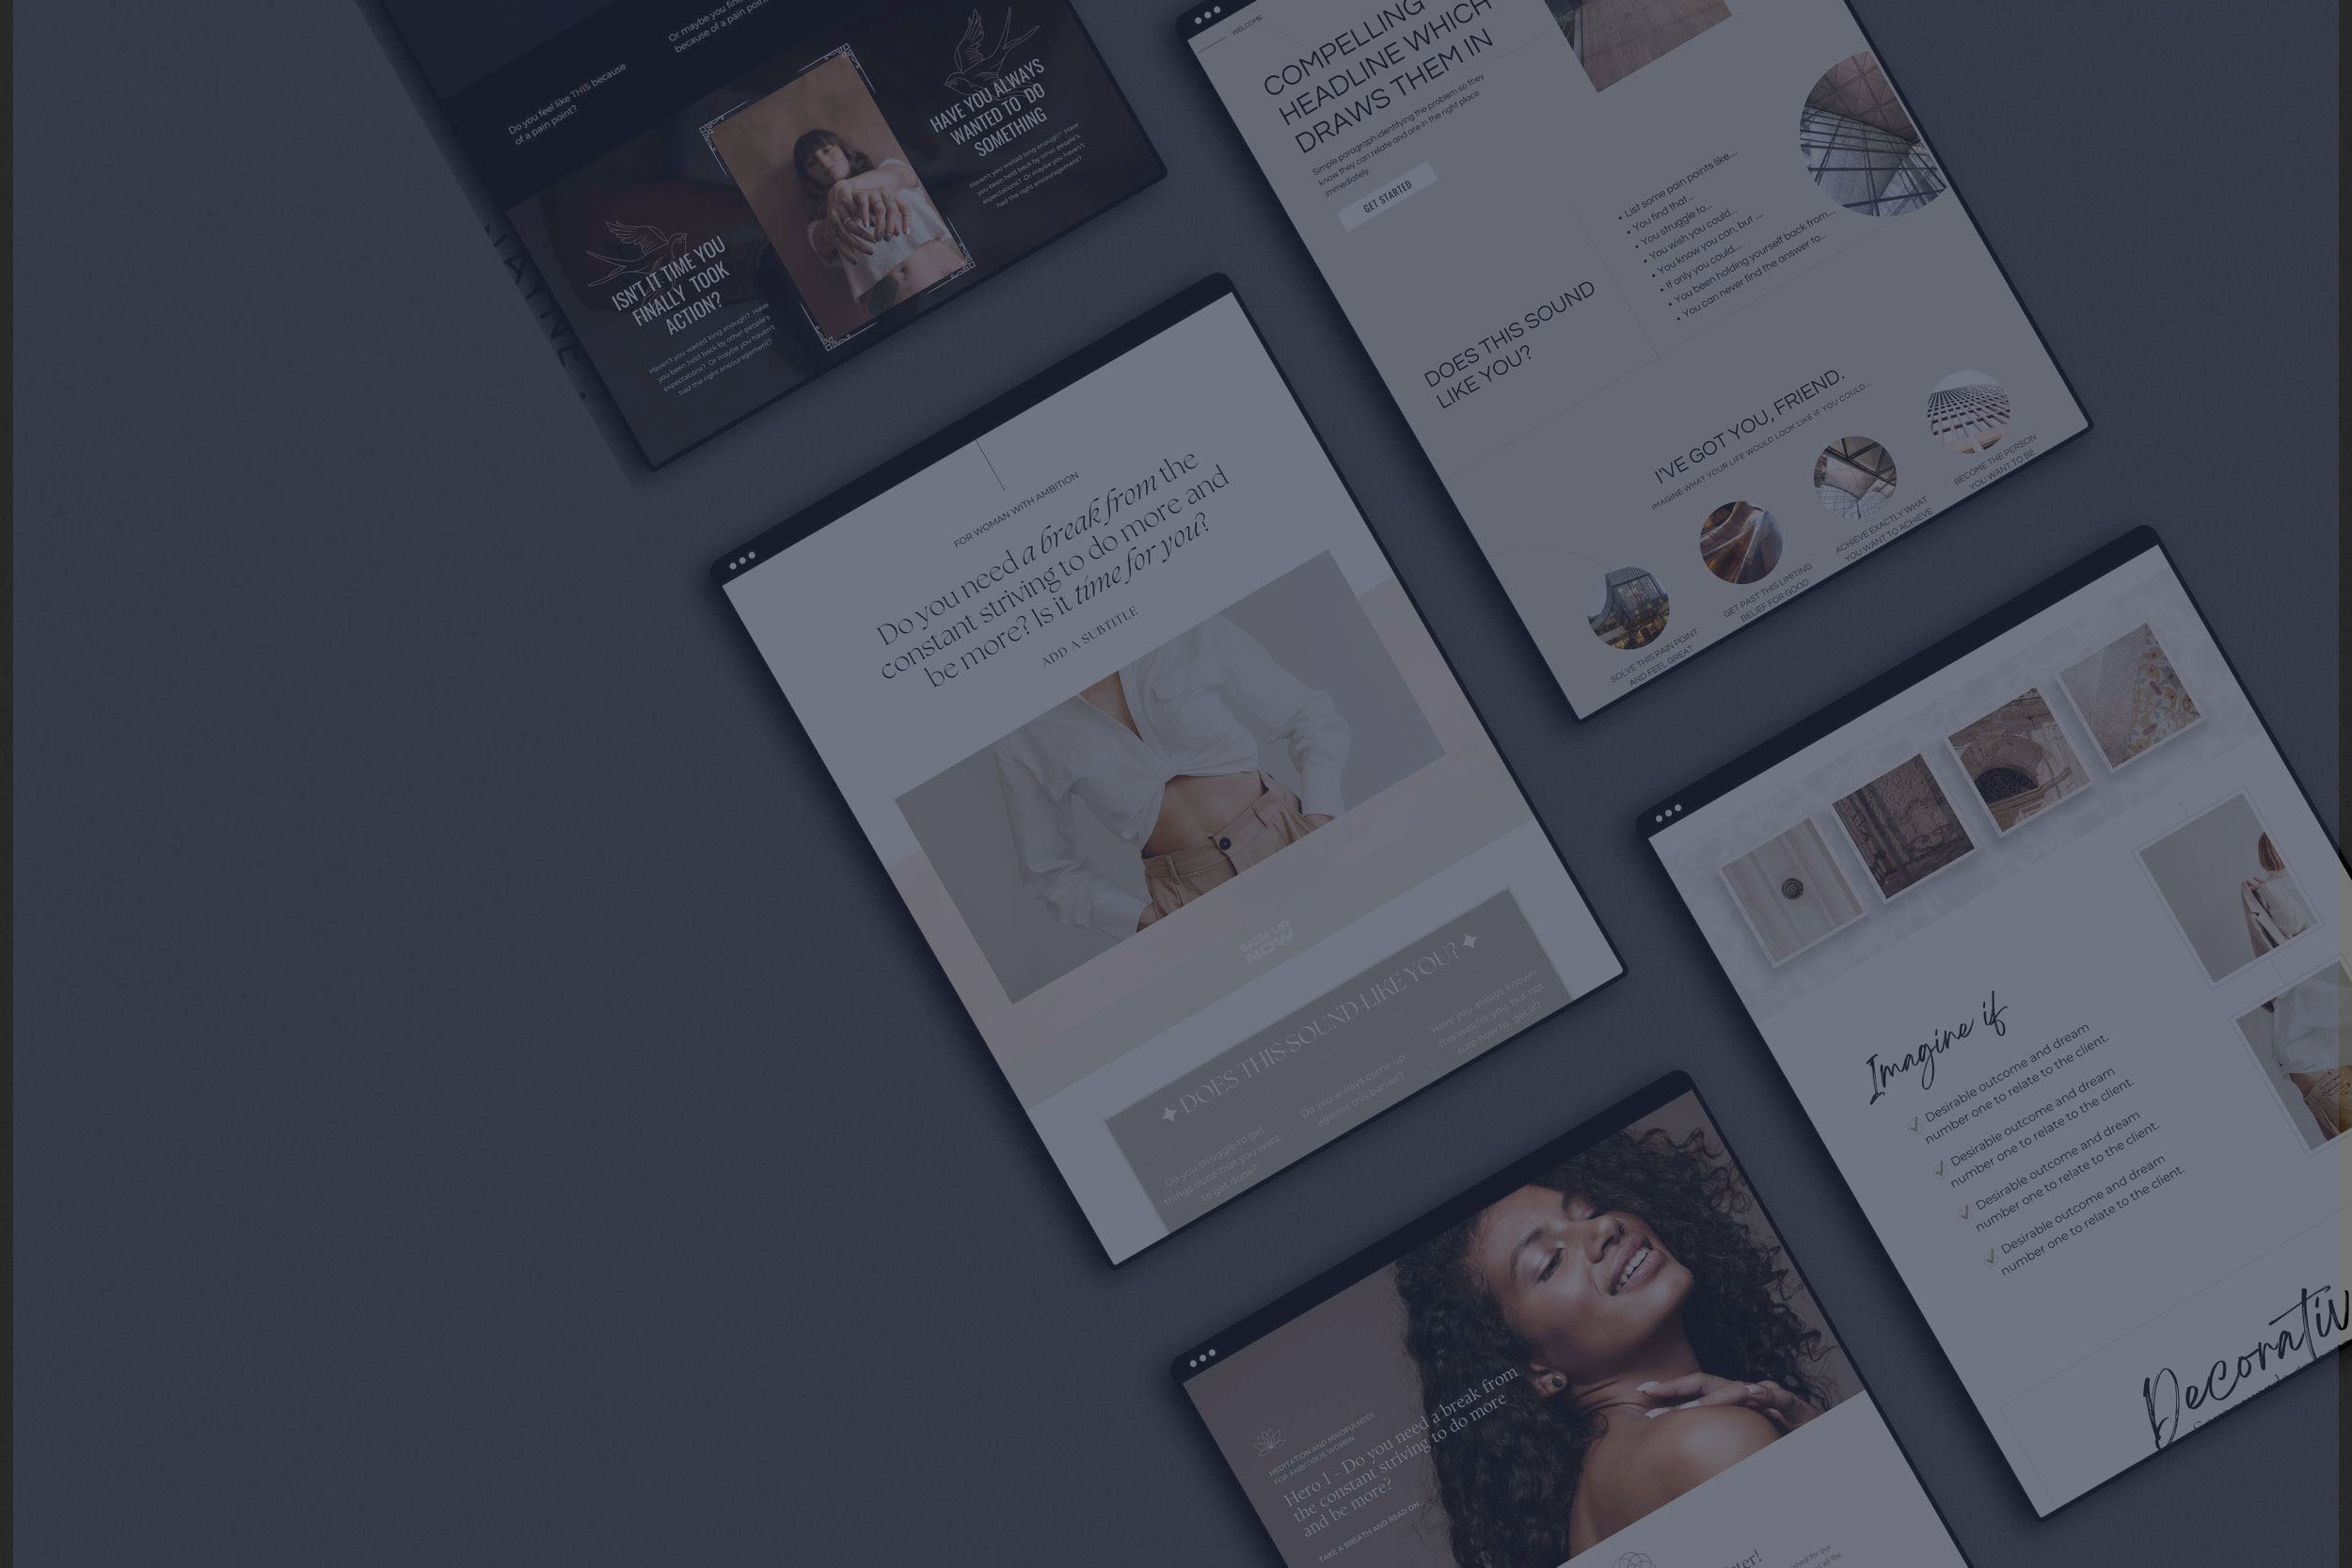 Do you feel like THIS because
of a pain point?
Or maybe you
because of a pain
ISN'T IT TIME YOU
FINALLY TOOK
ACTION?
Haven't you waited long enough? Have
you been held back by other people's
expectations? Or maybe you haven't
had the right encouragement?
HAVE YOU ALWAYS
WANTED TO DO
SOMETHING
Haven't you waited long enough? Have
you been held back by other people's
expectations? Or maybe you haven't
had the right encouragement?
WELCOME
COMPELLING
HEADLINE WHICH
DRAWS THEM IN
Simple paragraph identifying the problem so they
know they can relate and are in the right place
immediately.
GET STARTED
DOES THIS SOUND
LIKE YOU?
• List some pain points like...
• You find that...
• You struggle to...
• You wish you could...
• You know you can, but ...
• If only you could...
• You been holding yourself back from...
• You can never find the answer to...
I'VE GOT YOU, FRIEND.
IMAGINE WHAT YOUR LIFE WOULD LOOK LIKE IF YOU COULD...
SOLVE THIS PAIN POINT
AND FEEL GREAT
GET PAST THIS LIMITING
BELIEF FOR GOOD
ACHIEVE EXACTLY WHAT
YOU WANT TO ACHIEVE
BECOME THE PERSON
YOU WANT TO BE
FOR WOMAN WITH AMBITION
Do you need a break from the
constant striving to do more and
be more? Is it time for you?
ADD A SUBTITLE
SIGN UP
NOW
DOES THIS SOUND LIKE YOU?
Do you struggle to get
things done that you want
to get done?
Do you always come up
against this barrier?
Have you always known
this was for you, but not
sure how to get it?
Imagine if
Desirable outcome and dream
number one to relate to the client.
Desirable outcome and dream
number one to relate to the client.
Desirable outcome and dream
number one to relate to the client.
Desirable outcome and dream
number one to relate to the client.
Decorativ
MEDITATION AND MINDFULNESS
FOR AMBITIOUS WOMEN
Hero 1 - Do you need a break from
the constant striving to do more
and be more?
TAKE A BREATH AND READ ON...